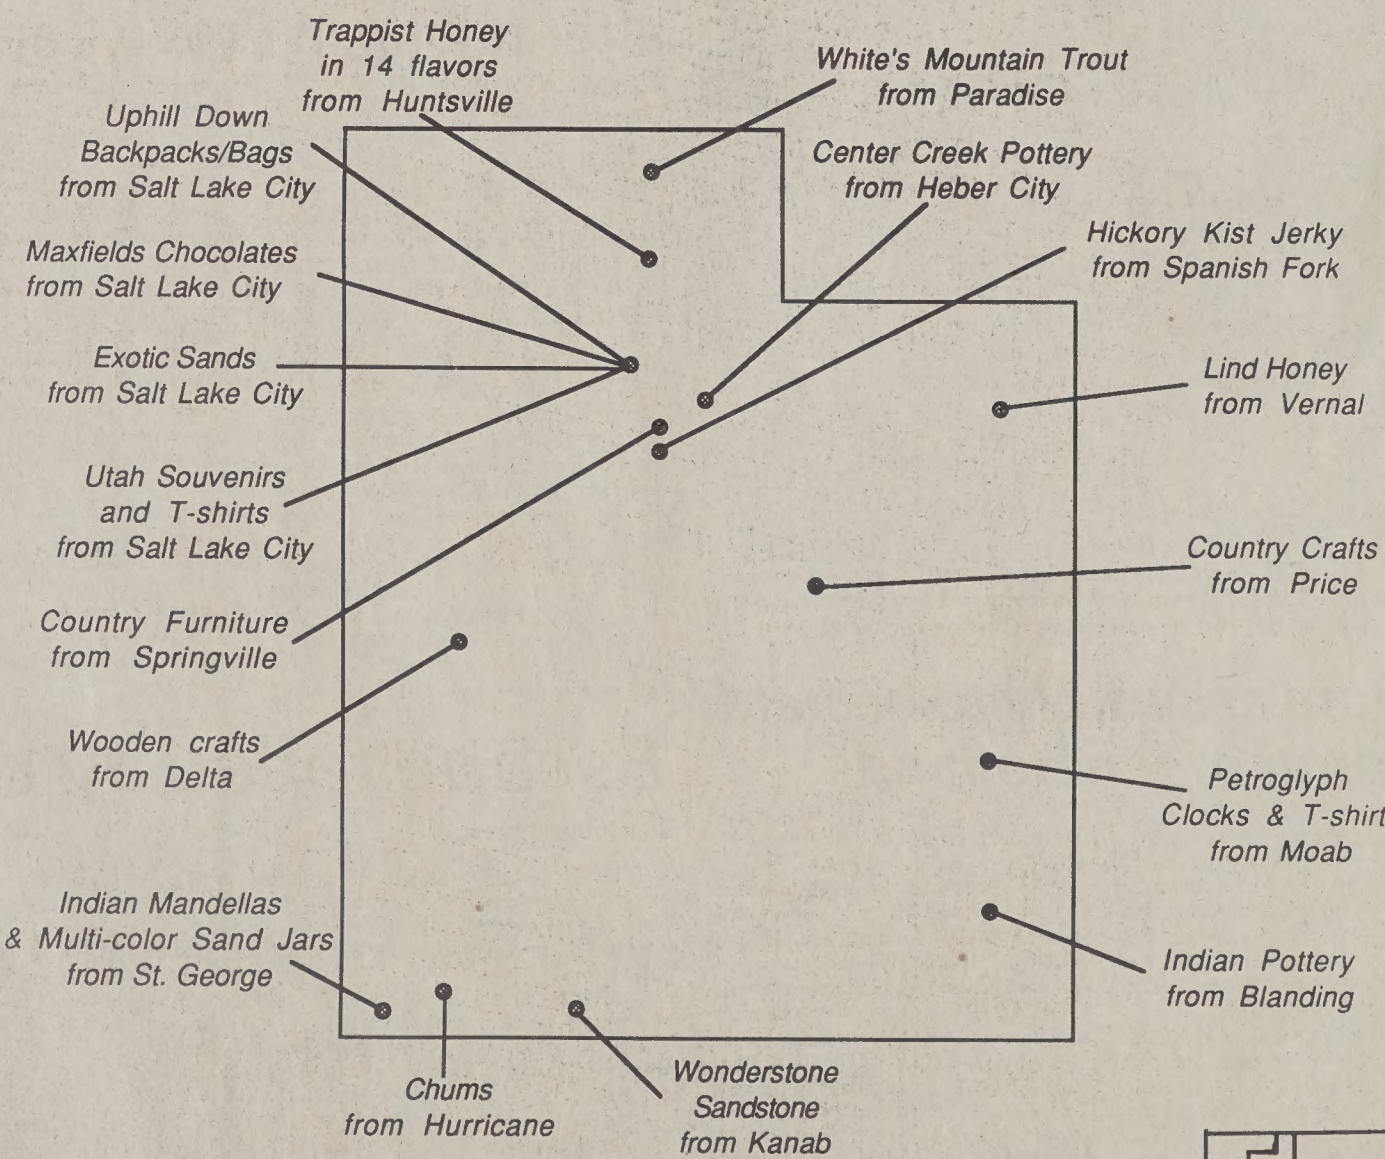 Trappist Honey
in 14 flavors
from Huntsville
White's Mountain Trout
from Paradise
Uphill Down
Backpacks/Bags
from Salt Lake City
Center Creek Pottery
from Heber City
Hickory Kist Jerky
from Spanish Fork
Maxfields Chocolates
from Salt Lake City
Exotic Sands
from Salt Lake City
Lind Honey
from Vernal
Utah Souvenirs
and T-shirts
from Salt Lake City
Country Crafts
from Price
Country Furniture
from Springville
Wooden crafts
from Delta
Petroglyph
Clocks & T-shirt
from Moab
Indian Mandellas
& Multi-color Sand Jars
from St. George
Indian Pottery
from Blanding
Chums
from Hurricane
Wonderstone
Sandstone
from Kanab